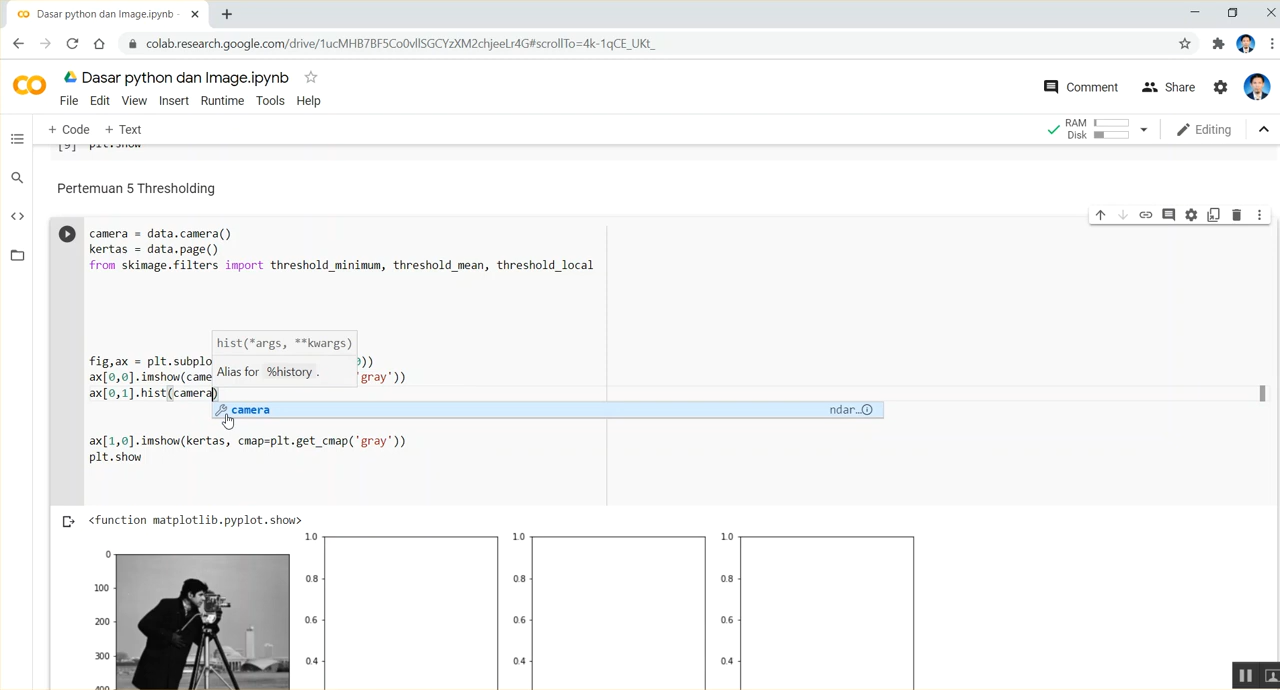 Dasar python dan Image.ipynb -
colab.research.google.com/drive/1ucMHB7BF5Co0vllSGCYzXM2chjeeLr4G#scrollTo=4k-1qCE_UKt_
Dasar python dan Image.ipynb
Comment
Share
File Edit View Insert Runtime Tools Help
+ Code + Text
RAM
Disk
Editing
[9] plt.show
Pertemuan 5 Thresholding
camera = data.camera()
kertas = data.page()
from skimage.filters import threshold_minimum, threshold_mean, threshold_local
hist(*args, **kwargs)
fig,ax = plt.subplo 0))
Alias for %history .
ax[0,0].imshow(came 'gray'))
ax[0,1].hist(camera)
camera ndar…
ax[1,0].imshow(kertas, cmap=plt.get_cmap('gray'))
plt.show
<function matplotlib.pyplot.show>
0
100
200
300
400
1.0
0.8
0.6
0.4
1.0
0.8
0.6
0.4
1.0
0.8
0.6
0.4